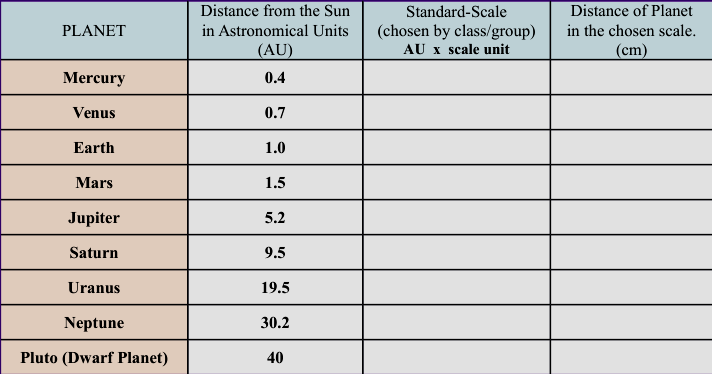 PLANET
Distance from the Sun
in Astronomical Units
(AU)
Standard-Scale
(chosen by class/group)
AU x scale unit
Distance of Planet
in the chosen scale.
(cm)
Mercury 0.4
Venus 0.7
Earth 1.0
Mars 1.5
Jupiter 5.2
Saturn 9.5
Uranus 19.5
Neptune 30.2
Pluto (Dwarf Planet) 40